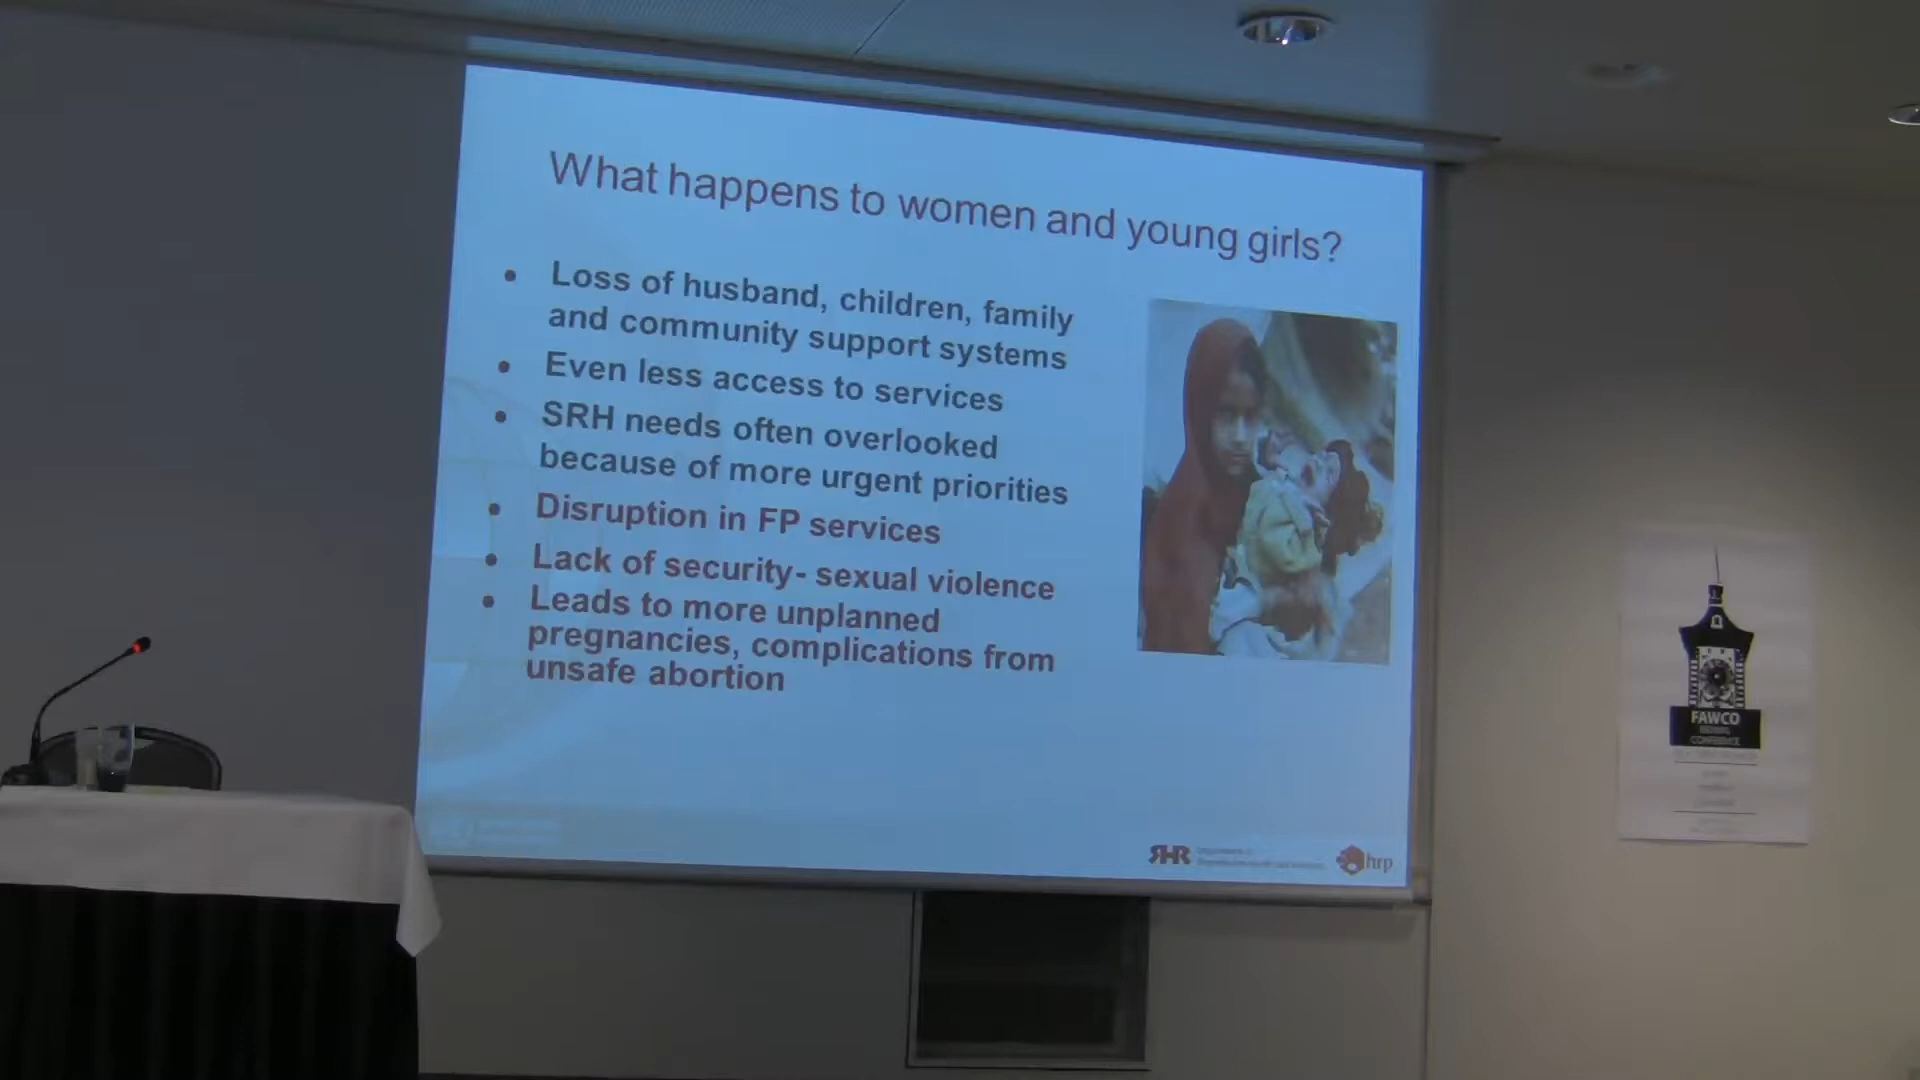 What happens to women and young girls?
• Loss of husband, children, family
and community support systems
• Even less access to services
• SRH needs often overlooked
because of more urgent priorities
• Disruption in FP services
• Lack of security- sexual violence
• Leads to more unplanned
pregnancies, complications from
unsafe abortion
RHR
hrp
FAWCO